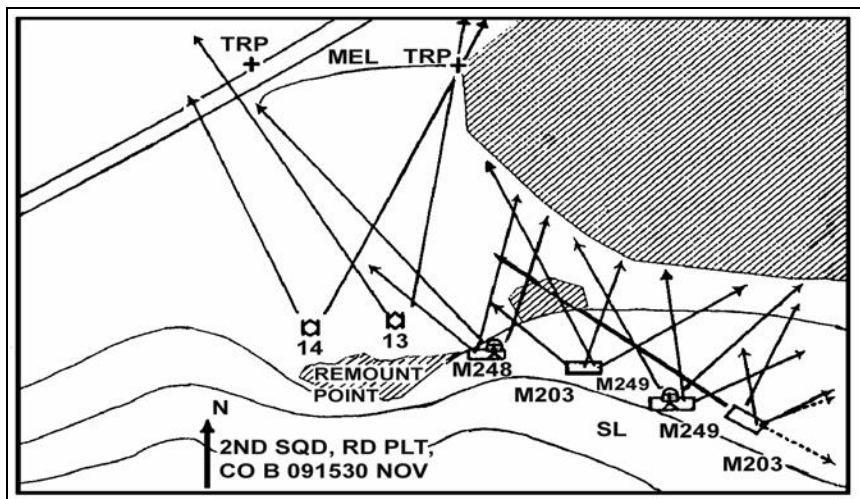 TRP
MEL TRP
14
13
REMOUNT
POINT
M248
M203
M249
SL
M249
M203
N
2ND SQD, RD PLT,
CO B 091530 NOV